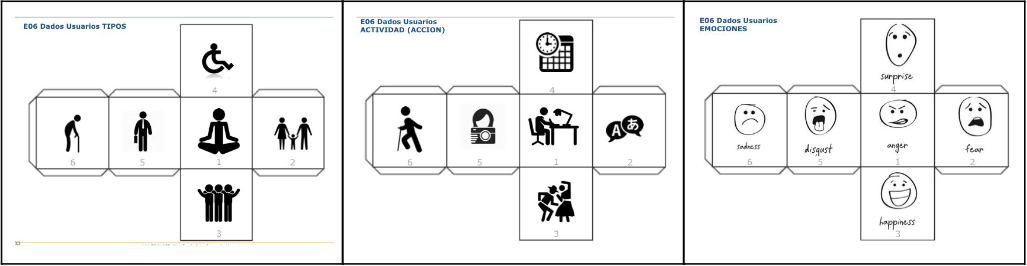 E06 Dados Usuarios TIPOS
4
6
5
1
2
3
E06 Dados Usuarios
ACTIVIDAD (ACCION)
4
6
5
1
A あ
2
3
E06 Dados Usuarios
EMOCIONES
surprise
4
sadness
6
disgust
5
anger
1
fear
2
happiness
3